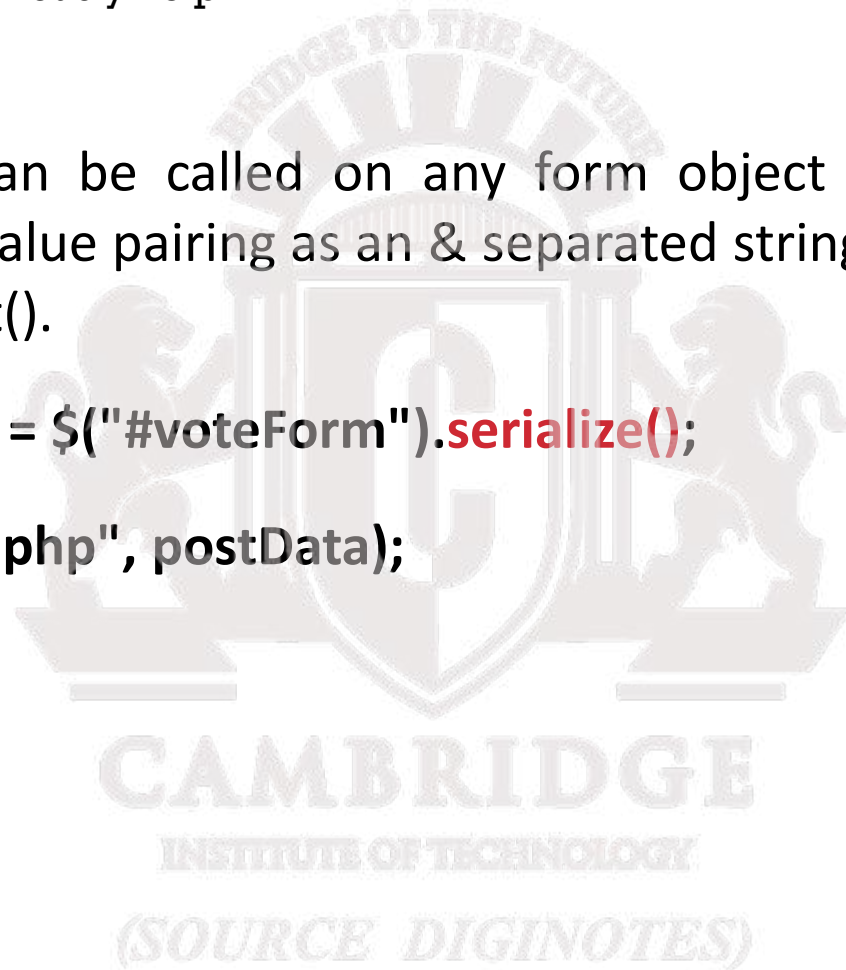 BRIDGE TO THE FUTURE
an be called on any form object
alue pairing as an & separated string
t().
= $("#voteForm").serialize();
php", postData);
CAMBRIDGE
INSTITUTE OF TECHNOLOGY
(SOURCE DIGINOTES)